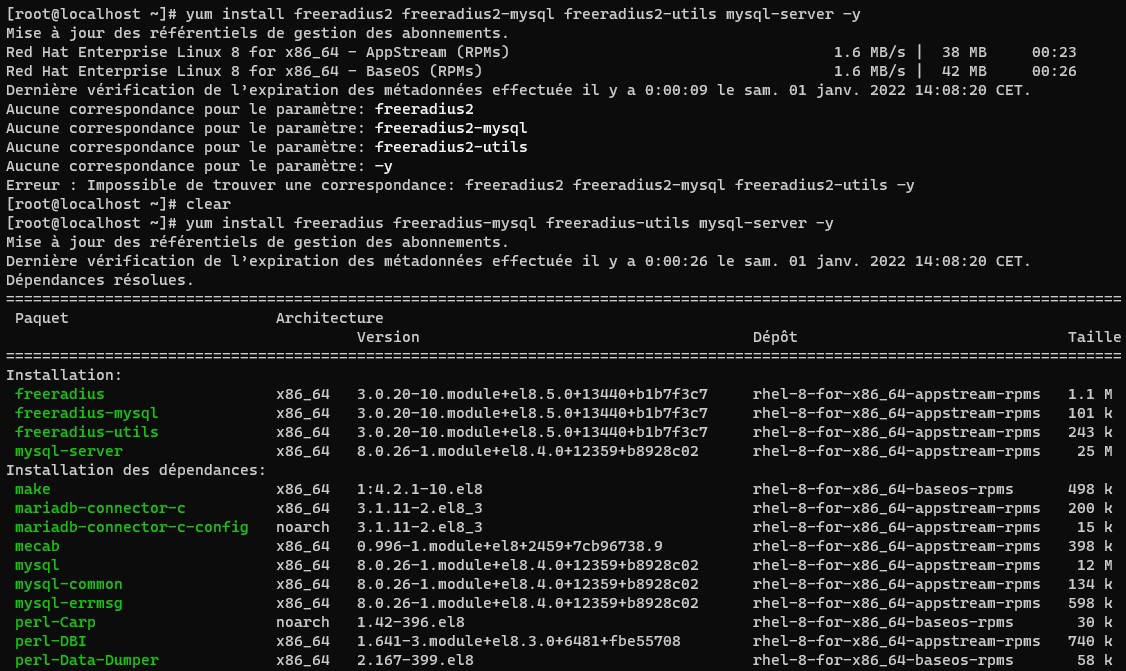 [root@localhost ~]# yum install freeradius2 freeradius2-mysql freeradius2-utils mysql-server –y
Mise à jour des référentiels de gestion des abonnements.
Red Hat Enterprise Linux 8 for x86_64 - AppStream (RPMs) 1.6 MB/s | 38 MB 00:23
Red Hat Enterprise Linux 8 for x86_64 - BaseOS (RPMs) 1.6 MB/s | 42 MB 00:26
Dernière vérification de l’expiration des métadonnées effectuée il y a 0:00:09 le sam. 01 janv. 2022 14:08:20 CET.
Aucune correspondance pour le paramètre: freeradius2
Aucune correspondance pour le paramètre: freeradius2-mysql
Aucune correspondance pour le paramètre: freeradius2-utils
Aucune correspondance pour le paramètre: –y
Erreur : Impossible de trouver une correspondance: freeradius2 freeradius2-mysql freeradius2-utils –y
[root@localhost ~]# clear
[root@localhost ~]# yum install freeradius freeradius-mysql freeradius-utils mysql-server -y
Mise à jour des référentiels de gestion des abonnements.
Dernière vérification de l’expiration des métadonnées effectuée il y a 0:00:26 le sam. 01 janv. 2022 14:08:20 CET.
Dépendances résolues.
================================================================================================================================
Paquet Architecture
Version Dépôt Taille
================================================================================================================================
Installation:
freeradius x86_64 3.0.20-10.module+el8.5.0+13440+b1b7f3c7 rhel-8-for-x86_64-appstream-rpms 1.1 M
freeradius-mysql x86_64 3.0.20-10.module+el8.5.0+13440+b1b7f3c7 rhel-8-for-x86_64-appstream-rpms 101 k
freeradius-utils x86_64 3.0.20-10.module+el8.5.0+13440+b1b7f3c7 rhel-8-for-x86_64-appstream-rpms 243 k
mysql-server x86_64 8.0.26-1.module+el8.4.0+12359+b8928c02 rhel-8-for-x86_64-appstream-rpms 25 M
Installation des dépendances:
make x86_64 1:4.2.1-10.el8 rhel-8-for-x86_64-baseos-rpms 498 k
mariadb-connector-c x86_64 3.1.11-2.el8_3 rhel-8-for-x86_64-appstream-rpms 200 k
mariadb-connector-c-config noarch 3.1.11-2.el8_3 rhel-8-for-x86_64-appstream-rpms 15 k
mecab x86_64 0.996-1.module+el8+2459+7cb96738.9 rhel-8-for-x86_64-appstream-rpms 398 k
mysql x86_64 8.0.26-1.module+el8.4.0+12359+b8928c02 rhel-8-for-x86_64-appstream-rpms 12 M
mysql-common x86_64 8.0.26-1.module+el8.4.0+12359+b8928c02 rhel-8-for-x86_64-appstream-rpms 134 k
mysql-errmsg x86_64 8.0.26-1.module+el8.4.0+12359+b8928c02 rhel-8-for-x86_64-appstream-rpms 598 k
perl-Carp noarch 1.42-396.el8 rhel-8-for-x86_64-baseos-rpms 30 k
perl-DBI x86_64 1.641-3.module+el8.3.0+6481+fbe55708 rhel-8-for-x86_64-appstream-rpms 740 k
perl-Data-Dumper x86_64 2.167-399.el8 rhel-8-for-x86_64-baseos-rpms 58 k